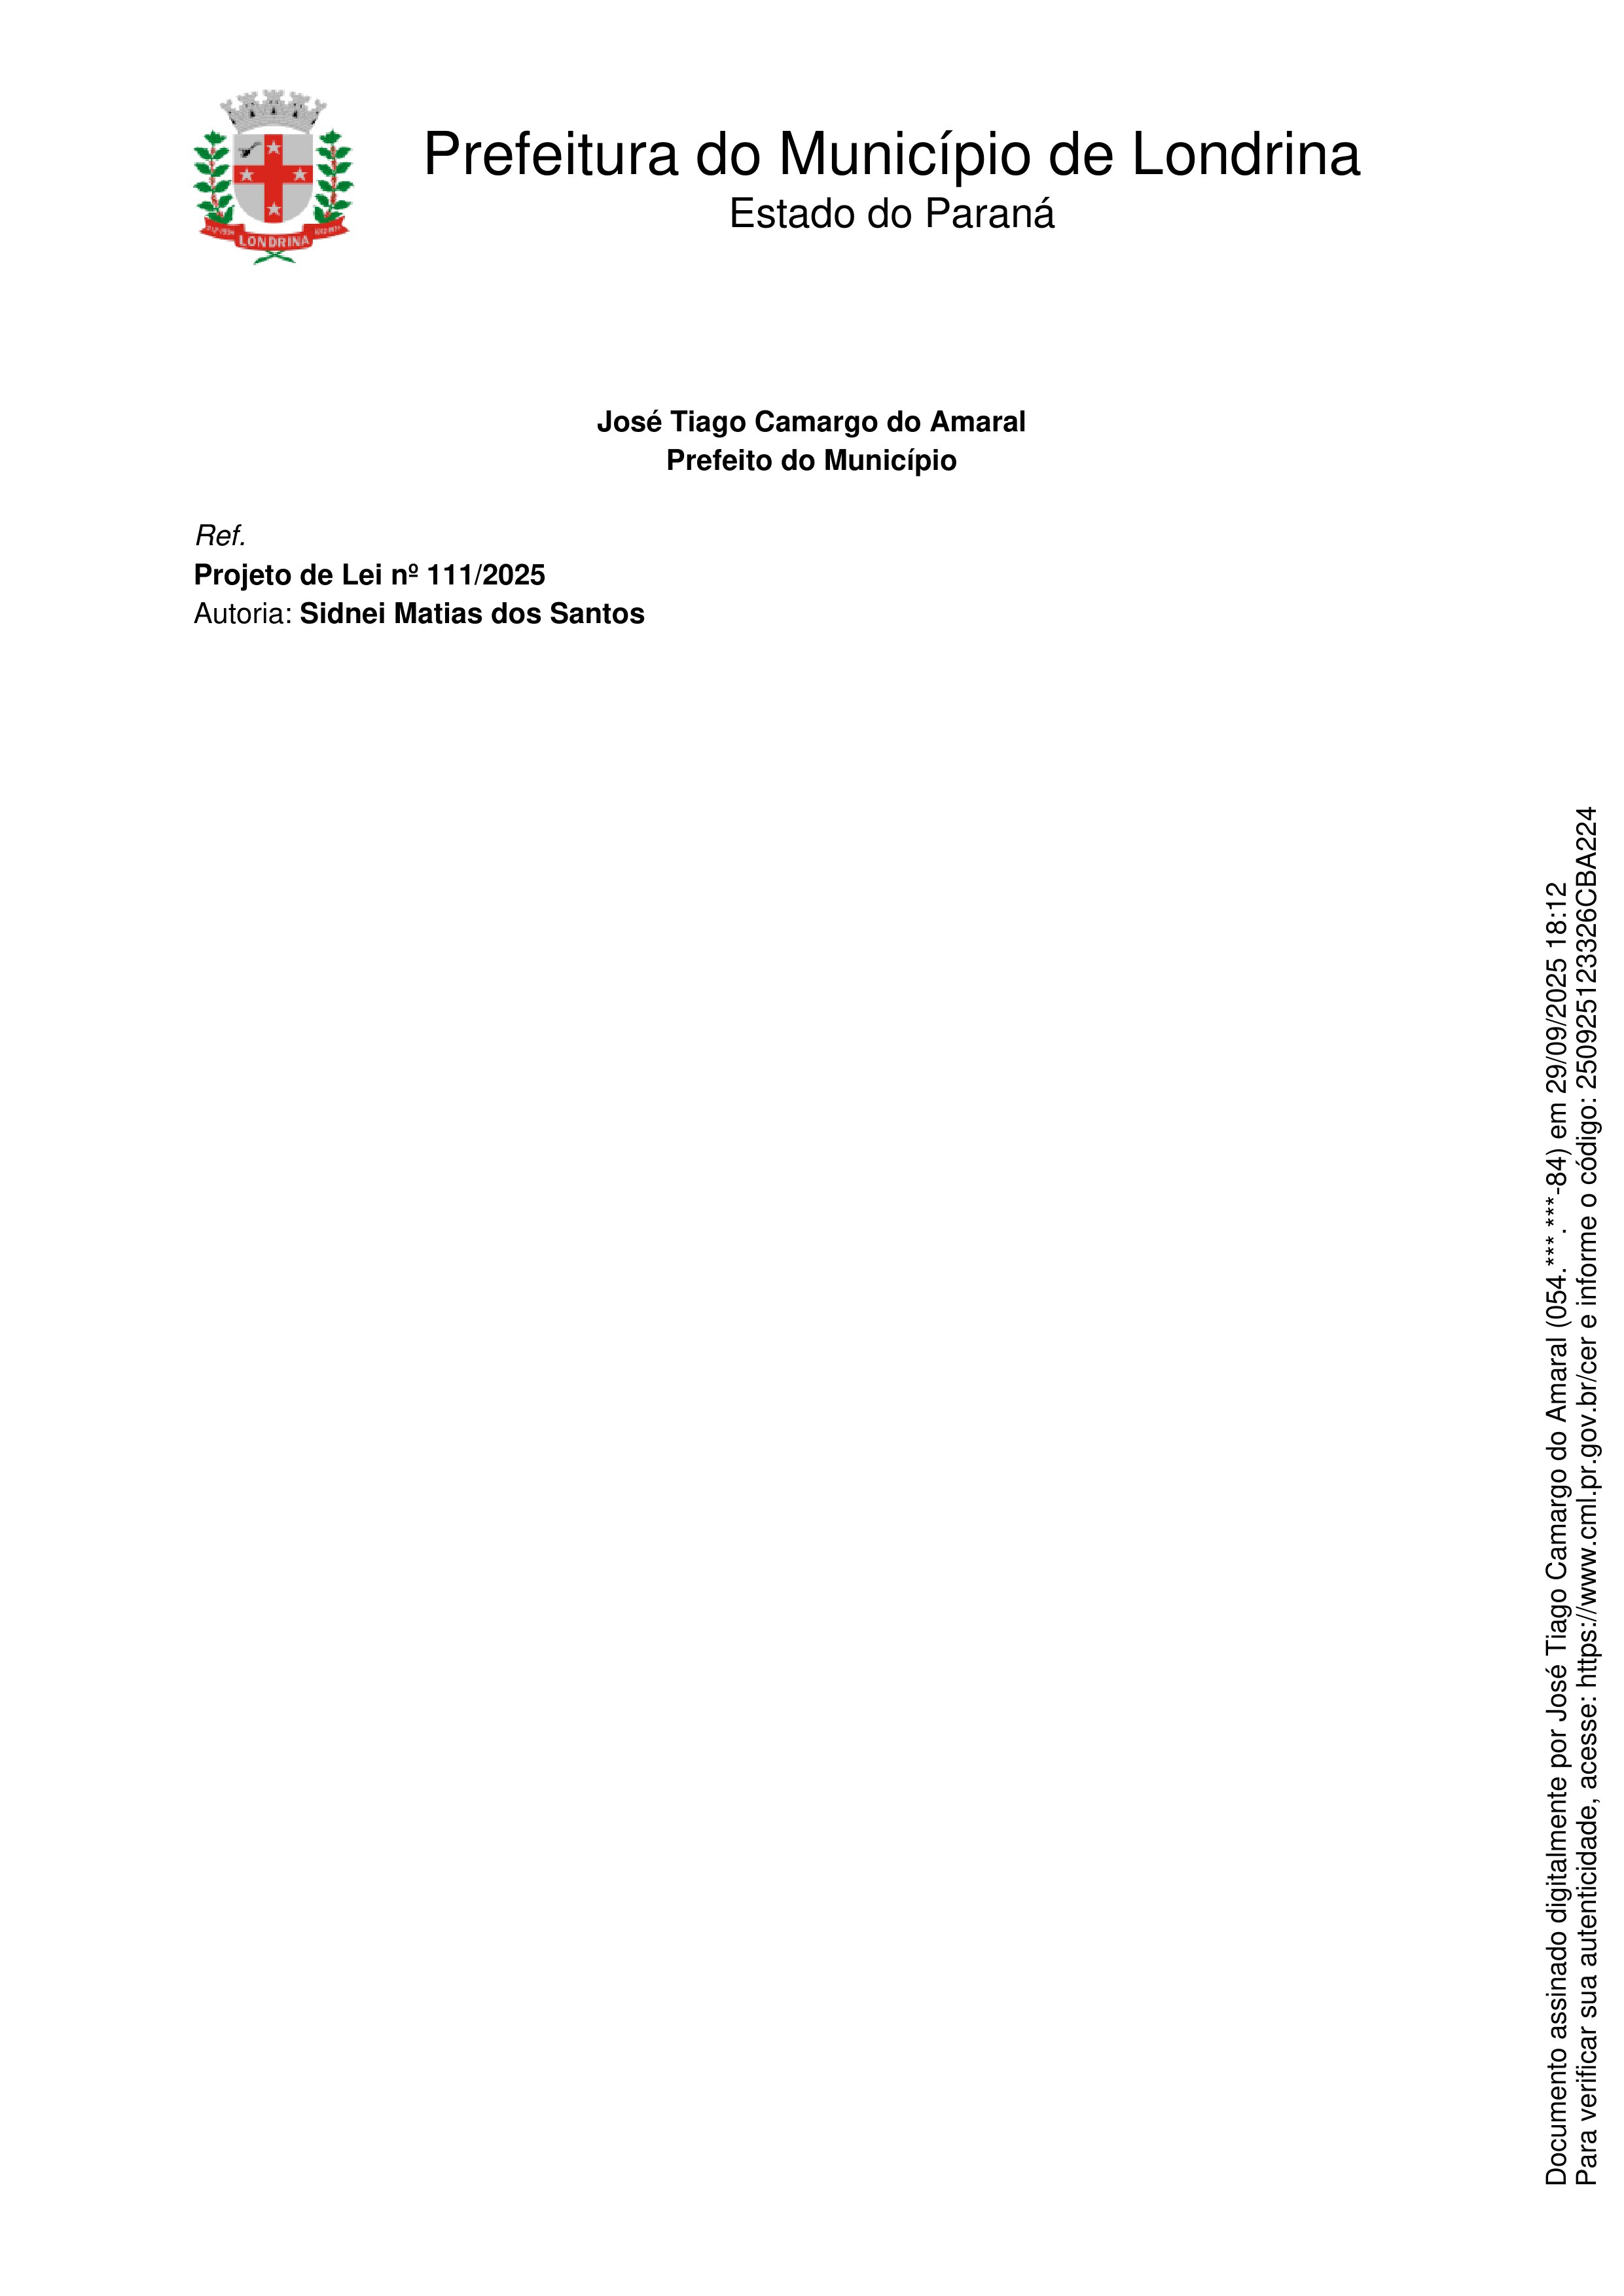 Prefeitura do Município de Londrina
Estado do Paraná
LONDRINA
José Tiago Camargo do Amaral
Prefeito do Município
Ref.
Projeto de Lei nº 111/2025
Autoria: Sidnei Matias dos Santos
Documento assinado digitalmente por José Tiago Camargo do Amaral (054.***.***-84) em 29/09/2025 18:12
Para verificar sua autenticidade, acesse: https://www.cml.pr.gov.br/cer e informe o código: 250925123326CBA224